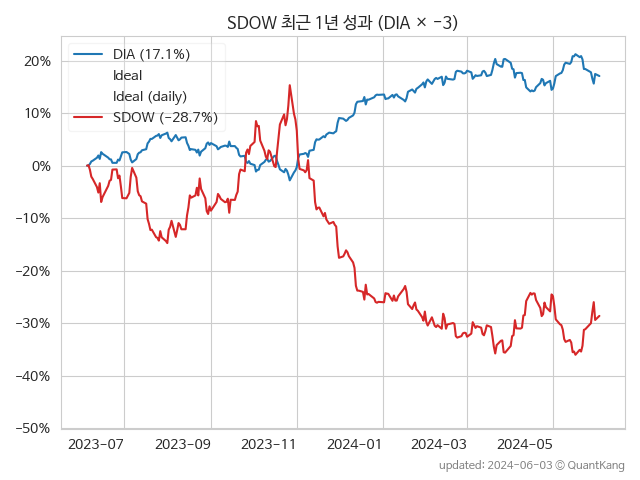 SDOW 최근 1년 성과 (DIA × −3)
DIA (17.1%)
Ideal
Ideal (daily)
SDOW (−28.7%)
20%
10%
0%
−10%
−20%
−30%
−40%
−50%
2023-07
2023-09
2023-11
2024-01
2024-03
2024-05
updated: 2024-06-03 © QuantKang